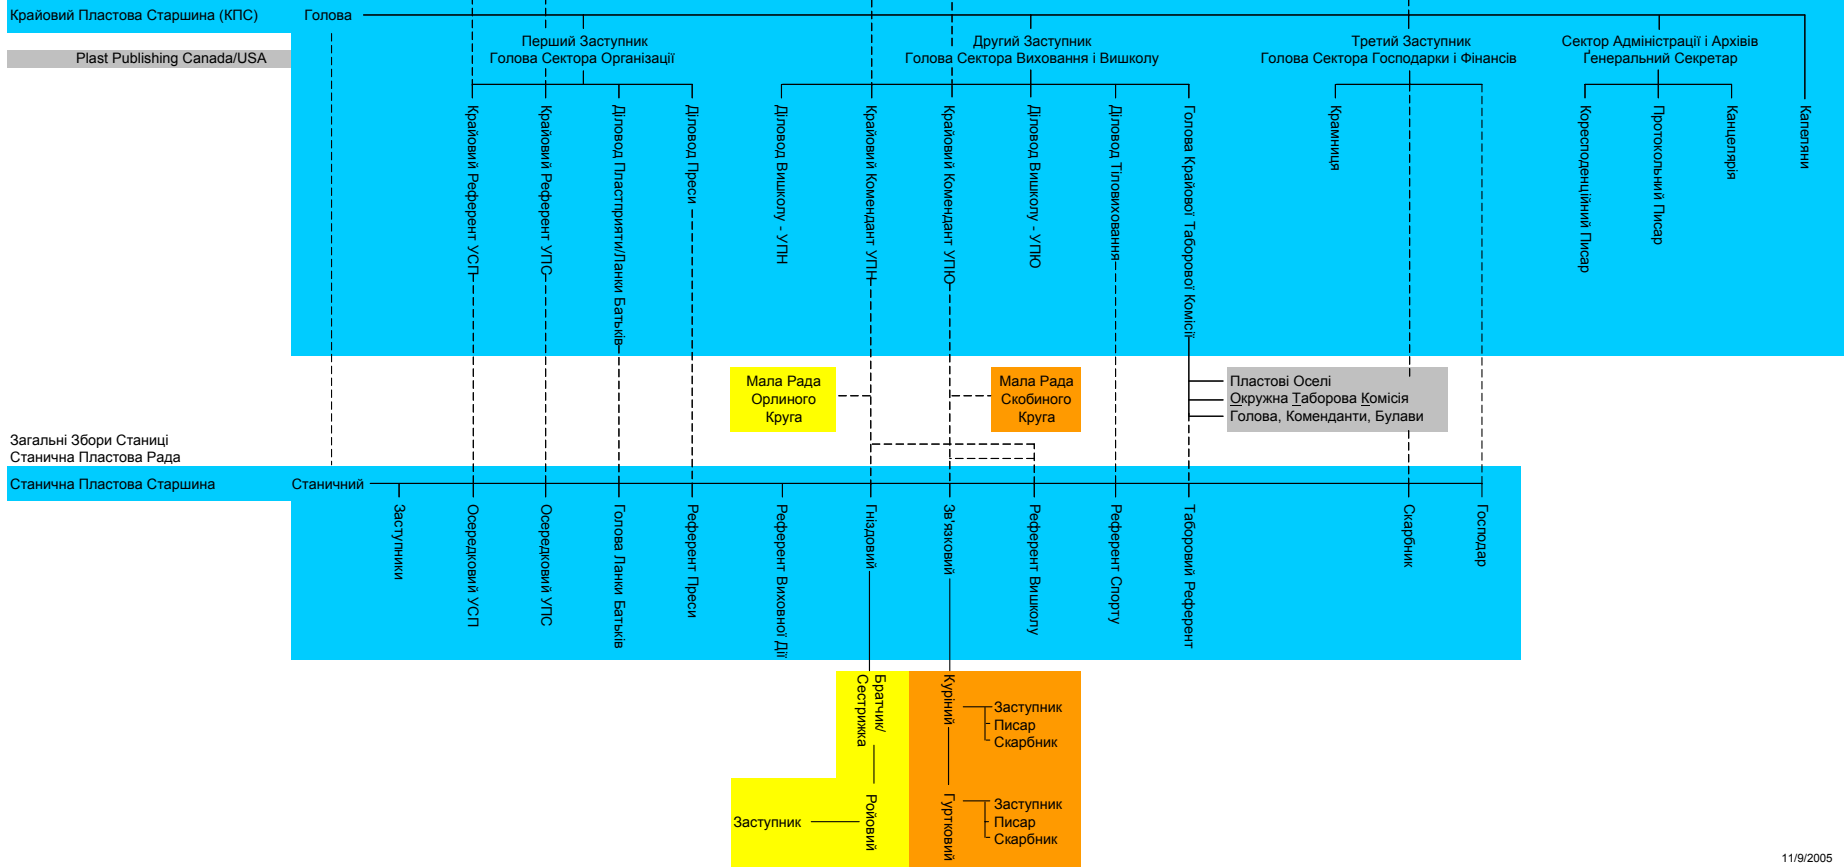 Крайовий Пластова Старшина (КПС)
Голова
Plast Publishing Canada/USA
Перший Заступник
Голова Сектора Організації
Другий Заступник
Голова Сектора Виховання і Вишколу
Третий Заступник
Голова Сектора Господарки і Фінансів
Сектор Адміністрації і Архівів
Ґенеральний Секретар
Крайовий Референт УСП
Крайовий Референт УПС
Діловод Пластприяти/Ланки Батьків
Діловод Преси
Діловод Вишколу - УПН
Крайовий Комендант УПН
Крайовий Комендант УПЮ
Діловод Вишколу - УПЮ
Діловод Тіловиховання
Голова Крайової Таборової Комісії
Крамниця
Кореспонденційний Писар
Протокольний Писар
Канцелярія
Капеляни
Мала Рада
Орлиного
Круга
Мала Рада
Скобиного
Круга
Пластові Оселі
Окружна Таборова Комісія
Голова, Коменданти, Булави
Загальні Збори Станиці
Станична Пластова Рада
Станична Пластова Старшина
Станичний
Заступники
Осередковий УСП
Осередковий УПС
Голова Ланки Батьків
Референт Преси
Референт Виховної Дії
Гніздовий
Зв'язковий
Референт Вишколу
Референт Спорту
Таборовий Референт
Скарбник
Господар
Братчик/
Сестрижка
Курінний
Заступник
Писар
Скарбник
Заступник
Ройовий
Гуртковий
Заступник
Писар
Скарбник
11/9/2005